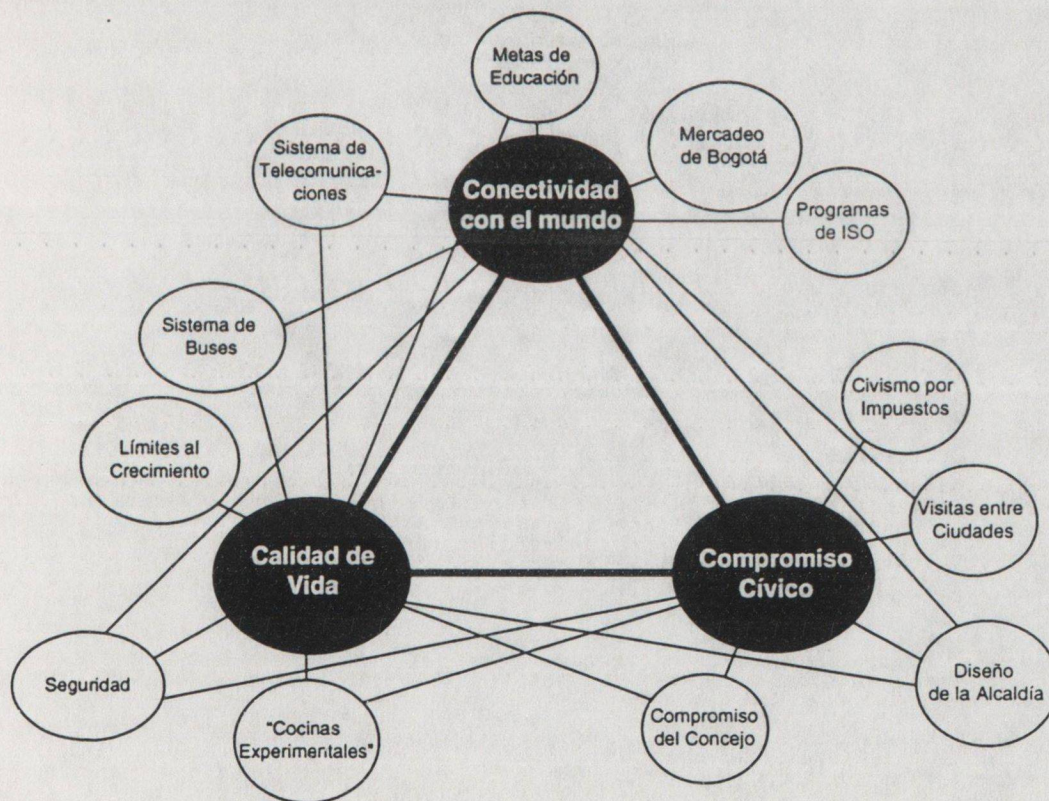 Metas de
Educación
Mercadeo
de Bogotá
Sistema de
Telecomunica-
ciones
Conectividad
con el mundo
Programas
de ISO
Sistema de
Buses
Civismo por
Impuestos
Límites al
Crecimiento
Visitas entre
Ciudades
Calidad de
Vida
Compromiso
Cívico
Seguridad
"Cocinas
Experimentales"
Compromiso
del Concejo
Diseño
de la Alcaldía